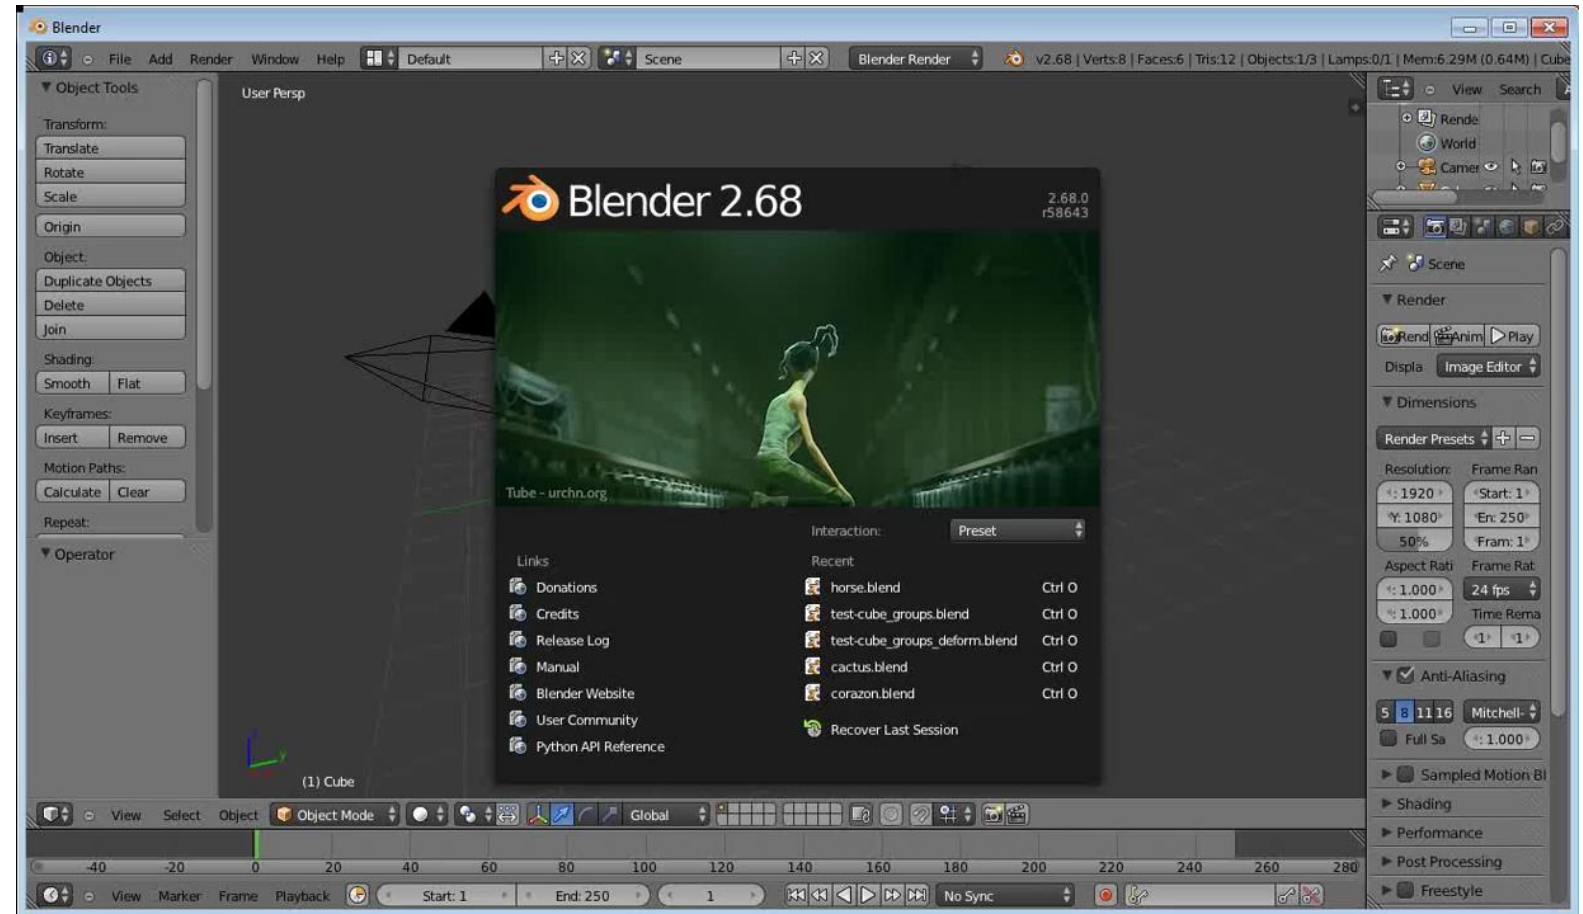 Blender
File Add Render Window Help Default Scene Blender Render v2.68 | Verts:8 | Faces:6 | Tris:12 | Objects:1/3 | Lamps:0/1 | Mem:6.29M (0.64M) | Cube
Object Tools
Transform:
Translate
Rotate
Scale
Origin
Object:
Duplicate Objects
Delete
Join
Shading:
Smooth Flat
Keyframes:
Insert Remove
Motion Paths:
Calculate Clear
Repeat:
Operator
User Persp
Blender 2.68
2.68.0
r58643
Tube - urchn.org
Interaction: Preset
Links
Donations
Credits
Release Log
Manual
Blender Website
User Community
Python API Reference
Recent
horse.blend Ctrl O
test-cube_groups.blend Ctrl O
test-cube_groups_deform.blend Ctrl O
cactus.blend Ctrl O
corazon.blend Ctrl O
Recover Last Session
y
(1) Cube
View Search
Rende
World
Camer
Scene
Render
Rend Anim Play
Displa Image Editor
Dimensions
Render Presets
Resolution: Frame Ran
: 1920 Start: 1
Y: 1080 En: 250
50% Fram: 1
Aspect Rati Frame Rat
: 1.000 24 fps
: 1.000 Time Rema
1 1
Anti-Aliasing
5 8 11 16 Mitchell-
Full Sa : 1.000
Sampled Motion Bl
Shading
Performance
Post Processing
Freestyle
View Select Object Object Mode Global
-40 -20 0 20 40 60 80 100 120 140 160 180 200 220 240 260 280
View Marker Frame Playback Start: 1 End: 250 1 No Sync